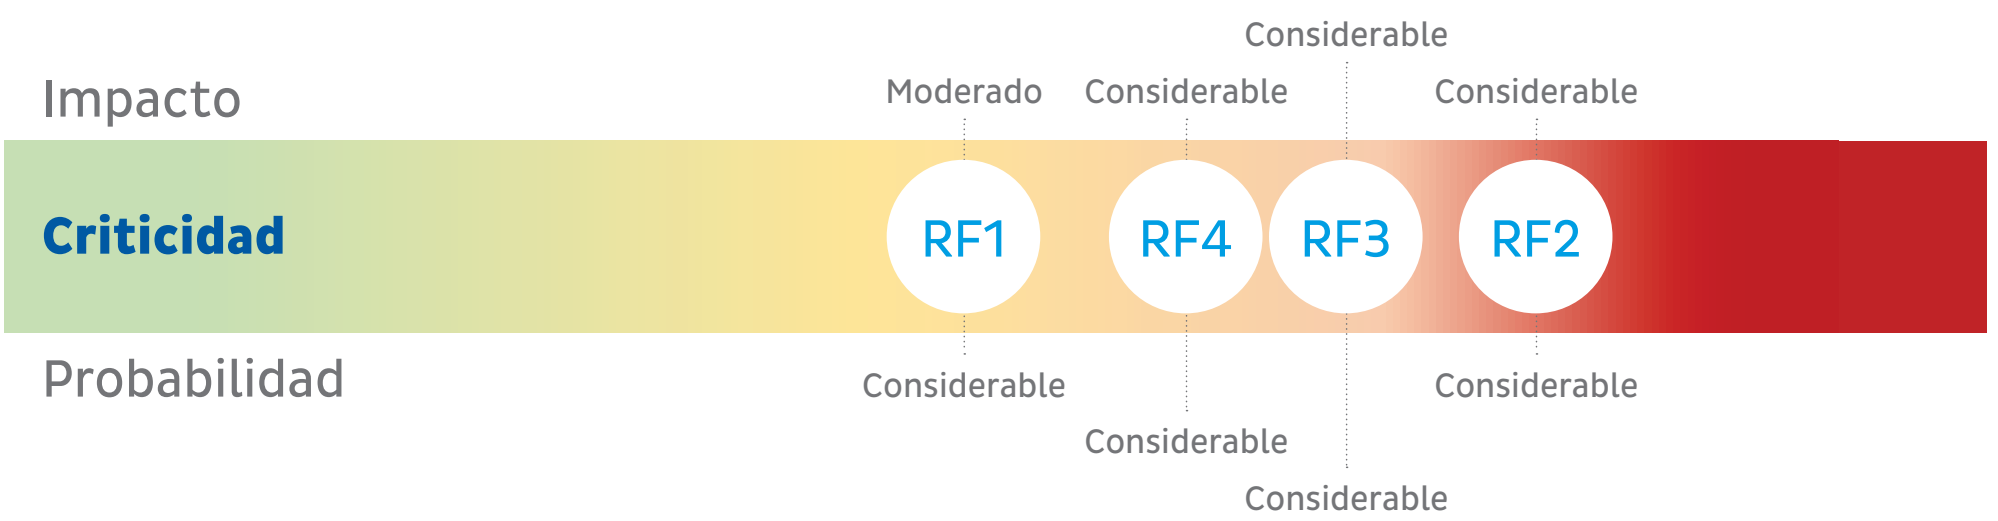 Considerable
Impacto
Moderado Considerable Considerable
Criticidad
RF1 RF4 RF3 RF2
Probabilidad
Considerable Considerable
Considerable
Considerable